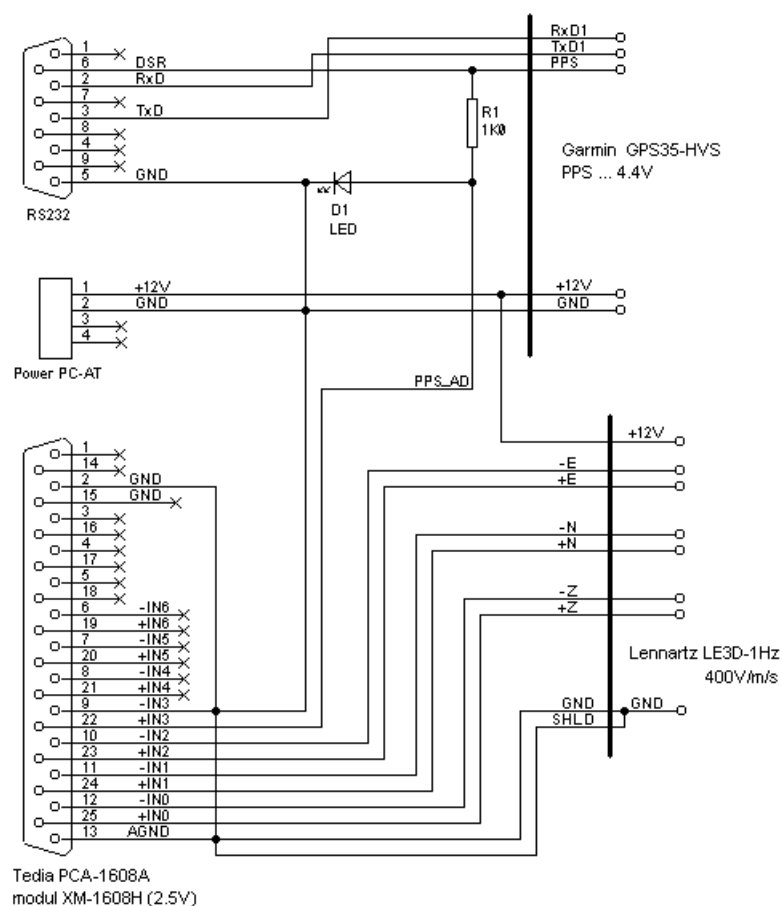 RxD1
1
TxD1
6 DSR PPS
2 RxD
7
3 TxD
8
4
9
5 GND
R1
1K0
Garmin GPS35-HVS
PPS ... 4.4V
RS232
D1
LED
1 +12V +12V
2 GND GND
3
4
Power PC-AT
PPS_AD
+12V
1
14
2 GND
15 GND
3
16
4
17
5
18
6 -IN6
19 +IN6
7 -IN5
20 +IN5
8 -IN4
21 +IN4
9 -IN3
22 +IN3
10 -IN2
23 +IN2
11 -IN1
24 +IN1
12 -IN0
25 +IN0
13 AGND
-E
+E
-N
+N
-Z
+Z
Lennartz LE3D-1Hz
400V/m/s
GND GND
SHLD
Tedia PCA-1608A
modul XM-1608H (2.5V)